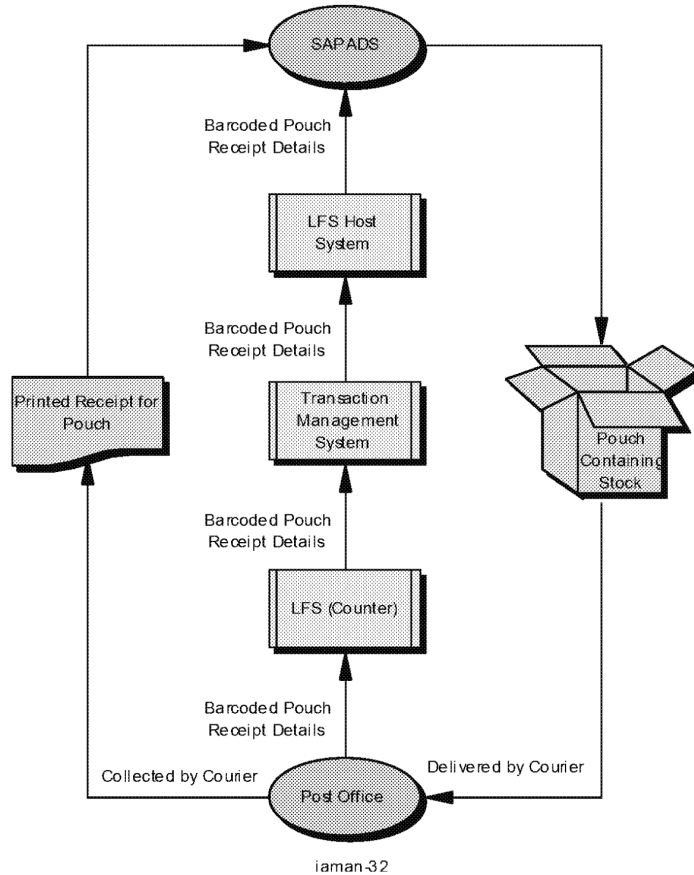 SAPADS
Barcoded Pouch
Receipt Details
LFS Host
System
Barcoded Pouch
Receipt Details
Printed Receipt for
Pouch
Transaction
Management
System
Pouch
Containing
Stock
Barcoded Pouch
Receipt Details
LFS (Counter)
Barcoded Pouch
Receipt Details
Collected by Courier
Delivered by Courier
Post Office
iaman-32